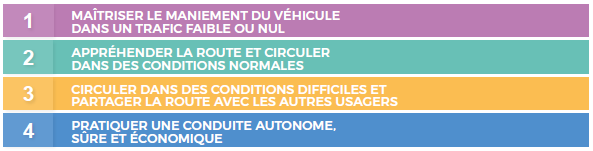 1 MAÎTRISER LE MANIEMENT DU VÉHICULE
DANS UN TRAFIC FAIBLE OU NUL
2 APPRÉHENDER LA ROUTE ET CIRCULER
DANS DES CONDITIONS NORMALES
3 CIRCULER DANS DES CONDITIONS DIFFICILES ET
PARTAGER LA ROUTE AVEC LES AUTRES USAGERS
4 PRATIQUER UNE CONDUITE AUTONOME,
SÛRE ET ÉCONOMIQUE